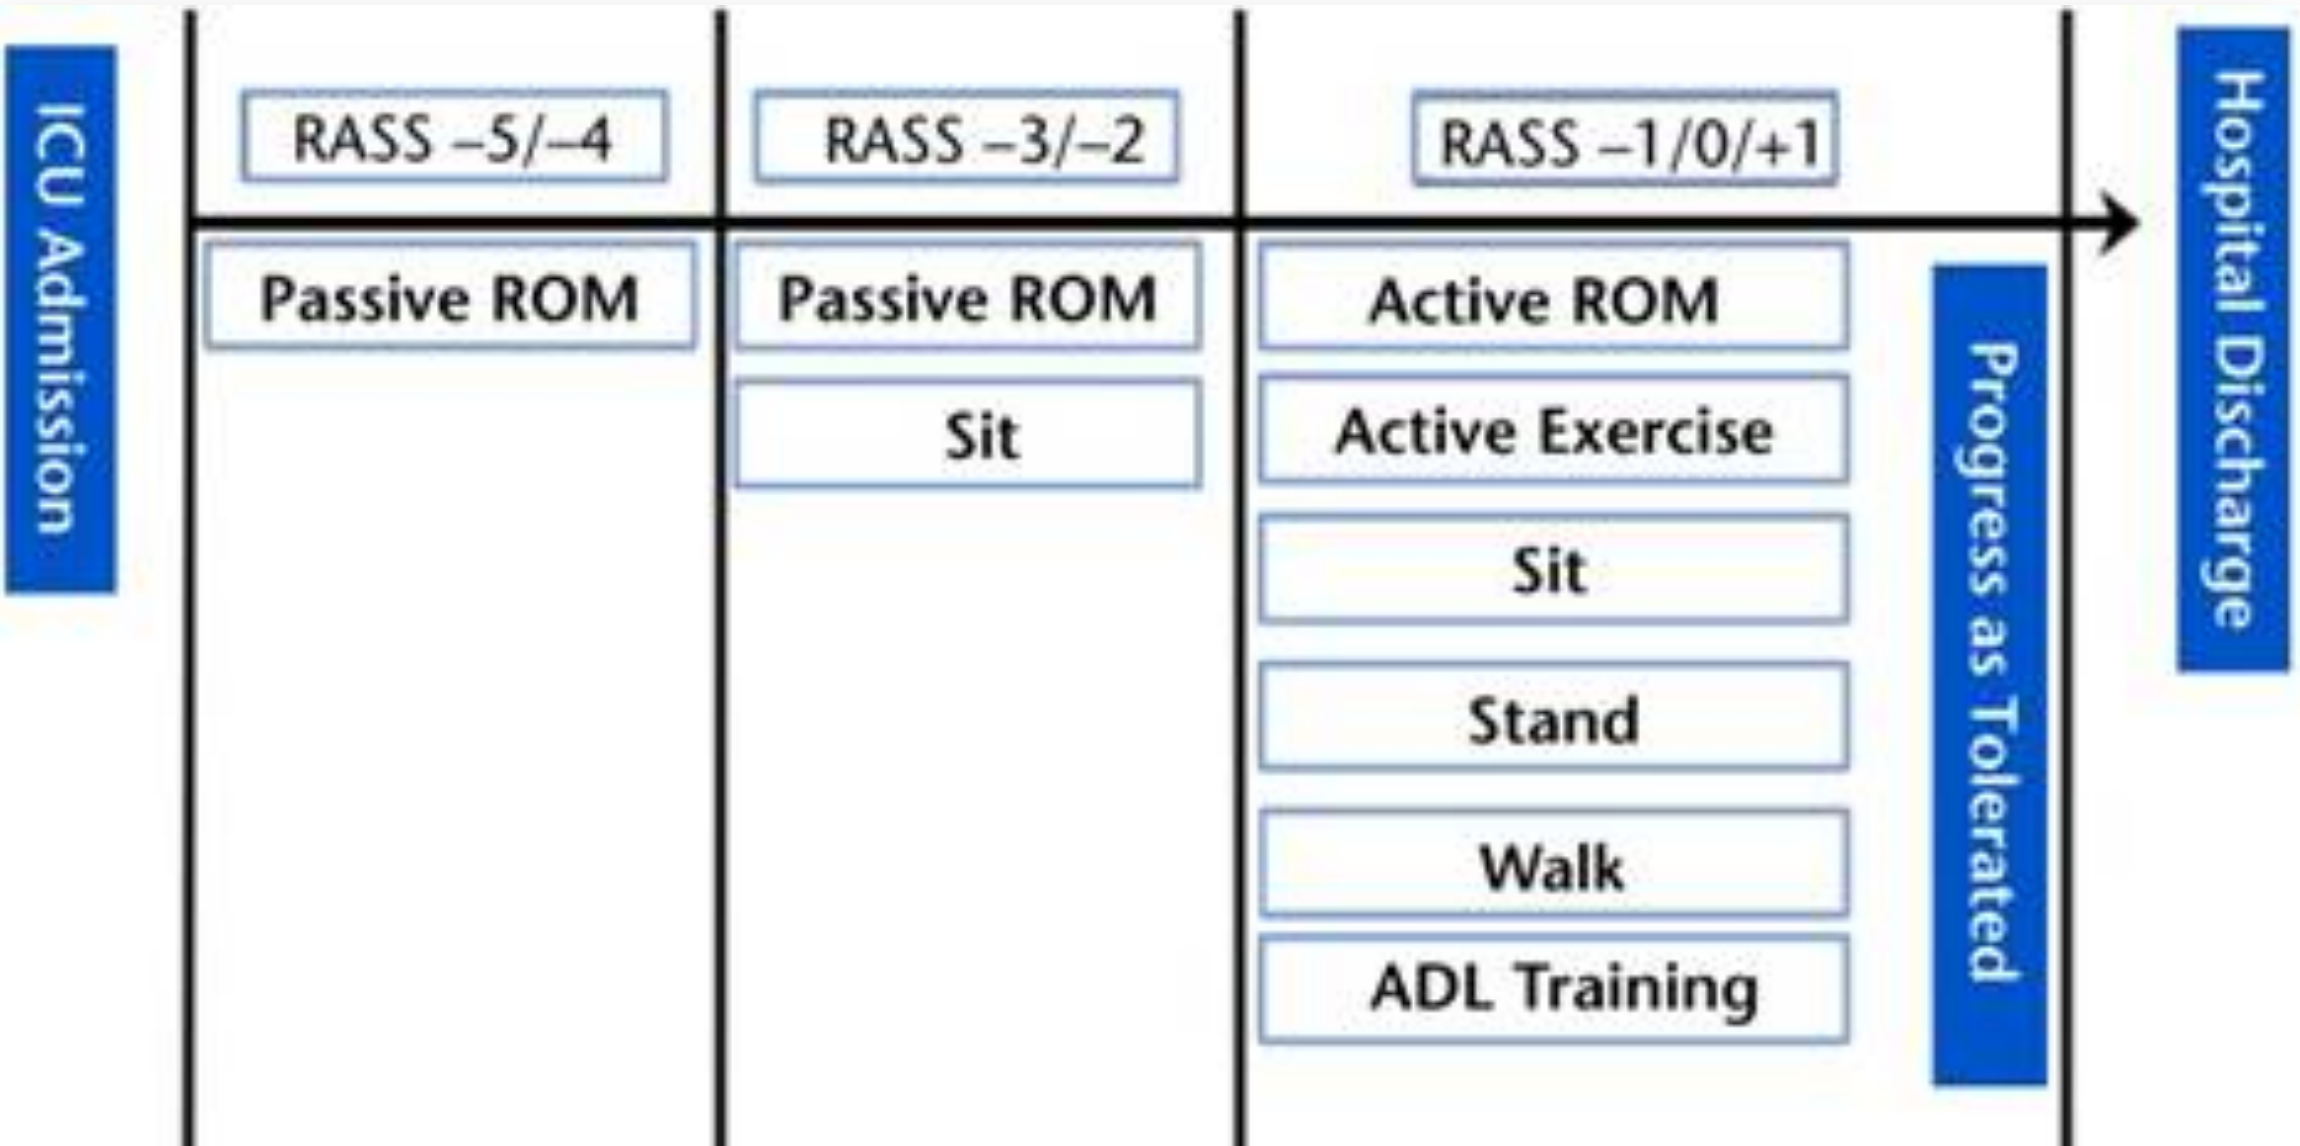 ICU Admission
RASS –5/–4
RASS –3/–2
RASS –1/0/+1
Passive ROM
Passive ROM
Sit
Active ROM
Active Exercise
Sit
Stand
Walk
ADL Training
Progress as Tolerated
Hospital Discharge